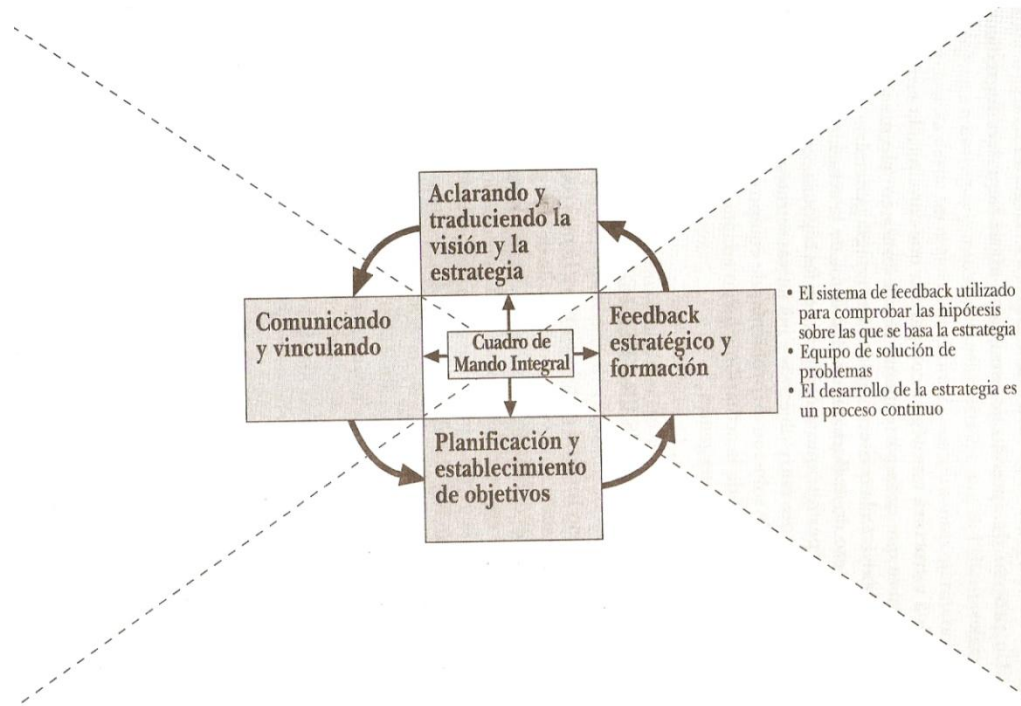 Aclarando y
traduciendo la
visión y la
estrategia
Comunicando
y vinculando
Cuadro de
Mando Integral
Feedback
estratégico y
formación
• El sistema de feedback utilizado
para comprobar las hipótesis
sobre las que se basa la estrategia
• Equipo de solución de
problemas
• El desarrollo de la estrategia es
un proceso continuo
Planificación y
establecimiento
de objetivos